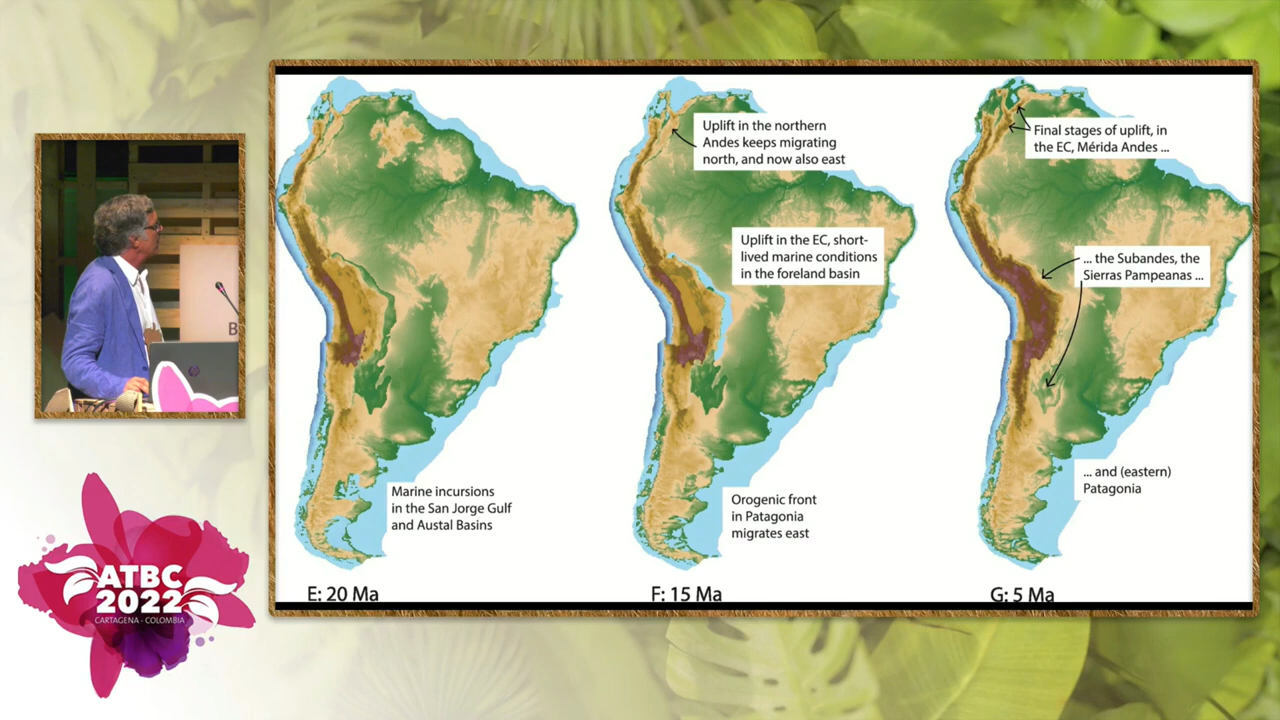 Uplift in the northern
Andes keeps migrating
north, and now also east
Final stages of uplift, in
the EC, Mérida Andes ...
Uplift in the EC, short-
lived marine conditions
in the foreland basin
... the Subandes, the
Sierras Pampeanas ...
Marine incursions
in the San Jorge Gulf
and Austal Basins
Orogenic front
in Patagonia
migrates east
... and (eastern)
Patagonia
E: 20 Ma
F: 15 Ma
G: 5 Ma
B
ATBC
2022
CARTAGENA - COLOMBIA